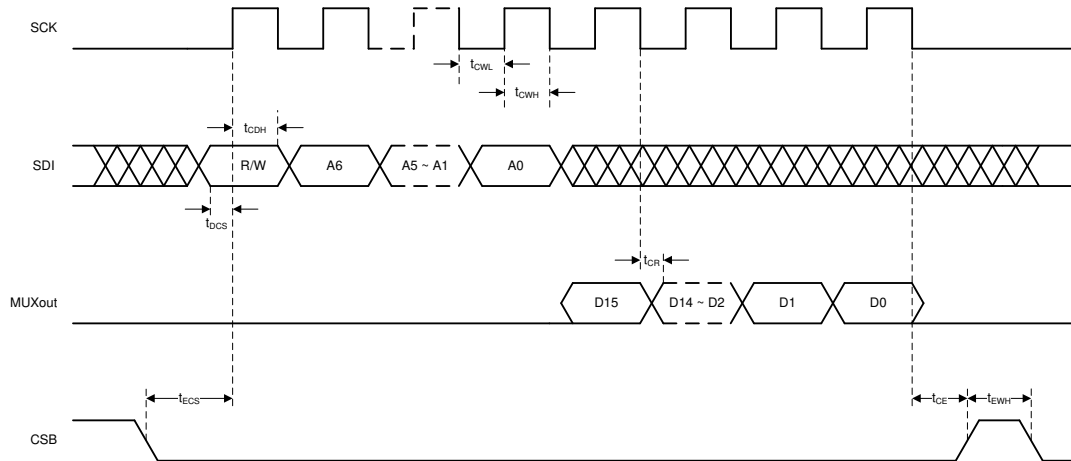 SCK
tCWL
tCWH
tCDH
SDI
R/W
A6
A5 ~ A1
A0
tDCS
tCR
MUXout
D15
D14 ~ D2
D1
D0
tECS
tCE
tEWH
CSB